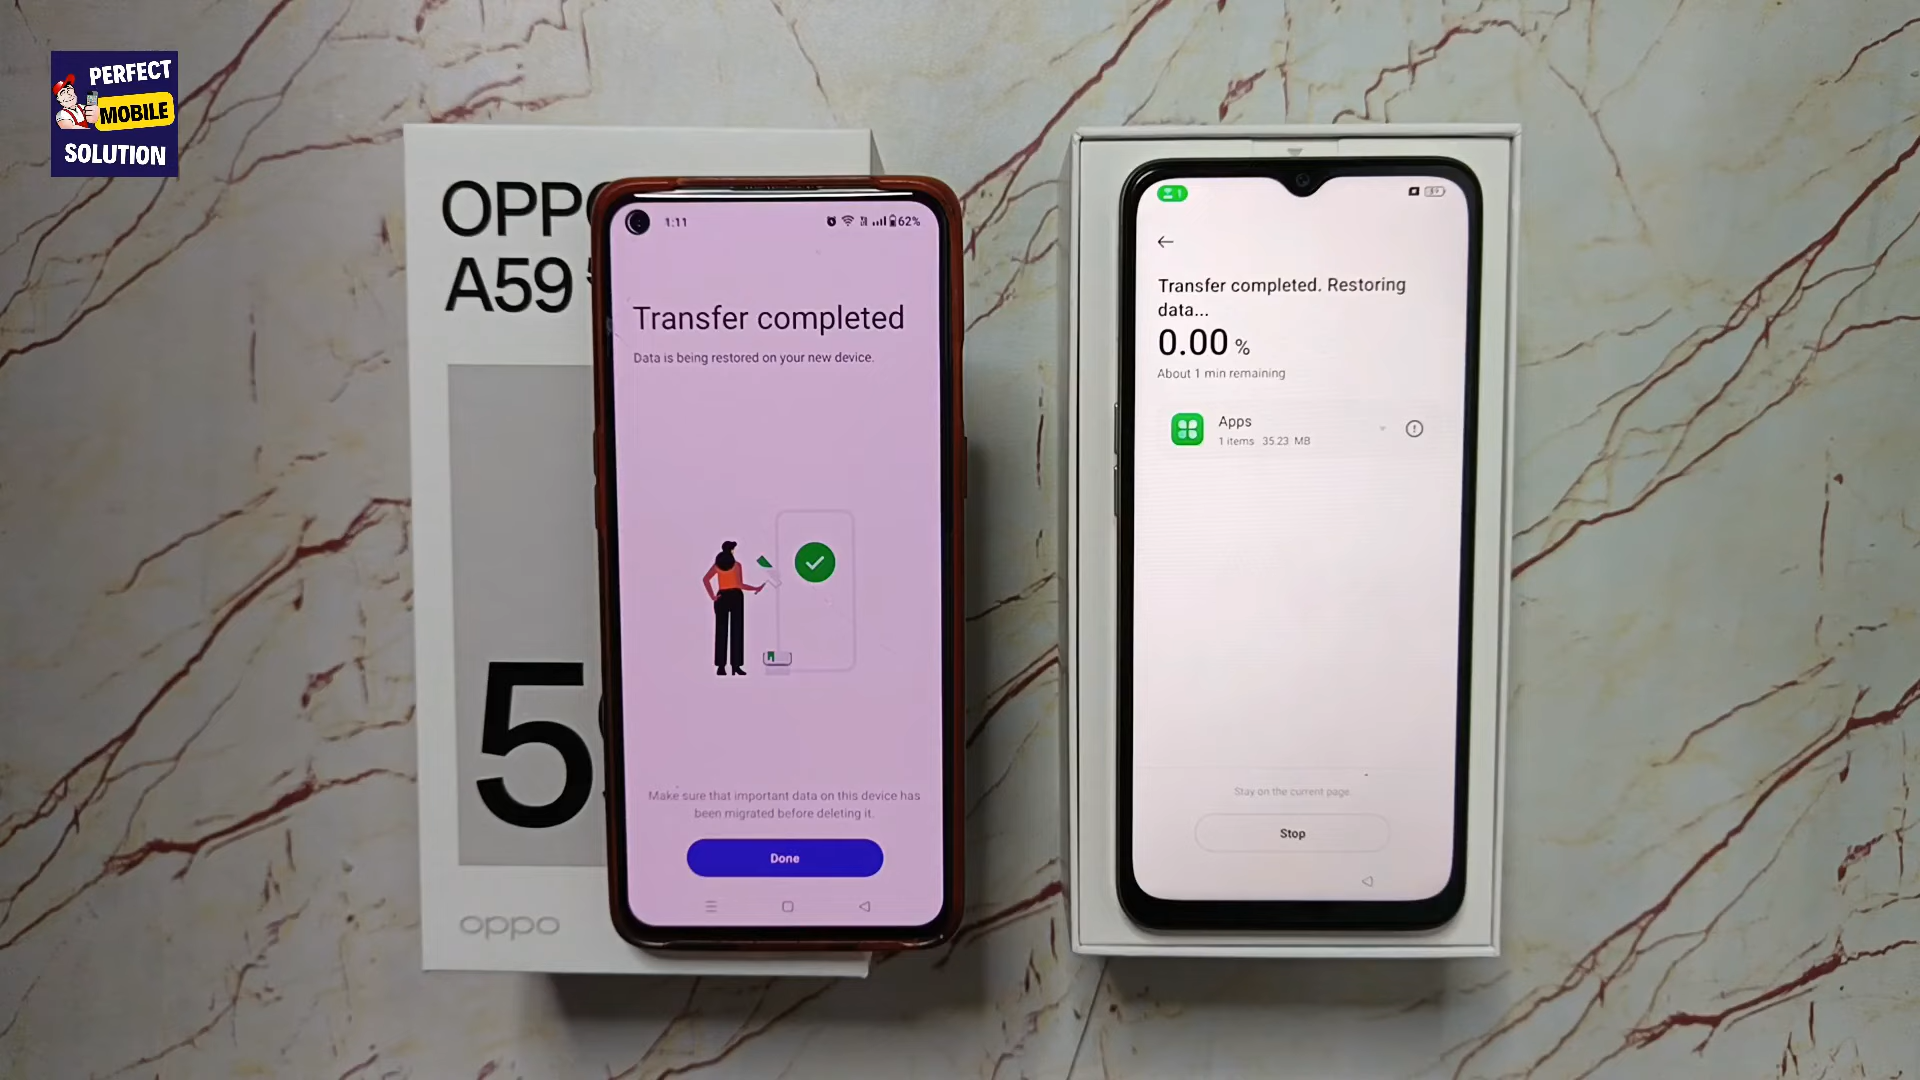 PERFECT
MOBILE
SOLUTION
OPPO
A59
5
oppo
1:11
62%
Transfer completed
Data is being restored on your new device.
Make sure that important data on this device has
been migrated before deleting it.
Done
1
Transfer completed. Restoring
data...
0.00 %
About 1 min remaining
Apps
1 items 35.23 MB
Stay on the current page.
Stop